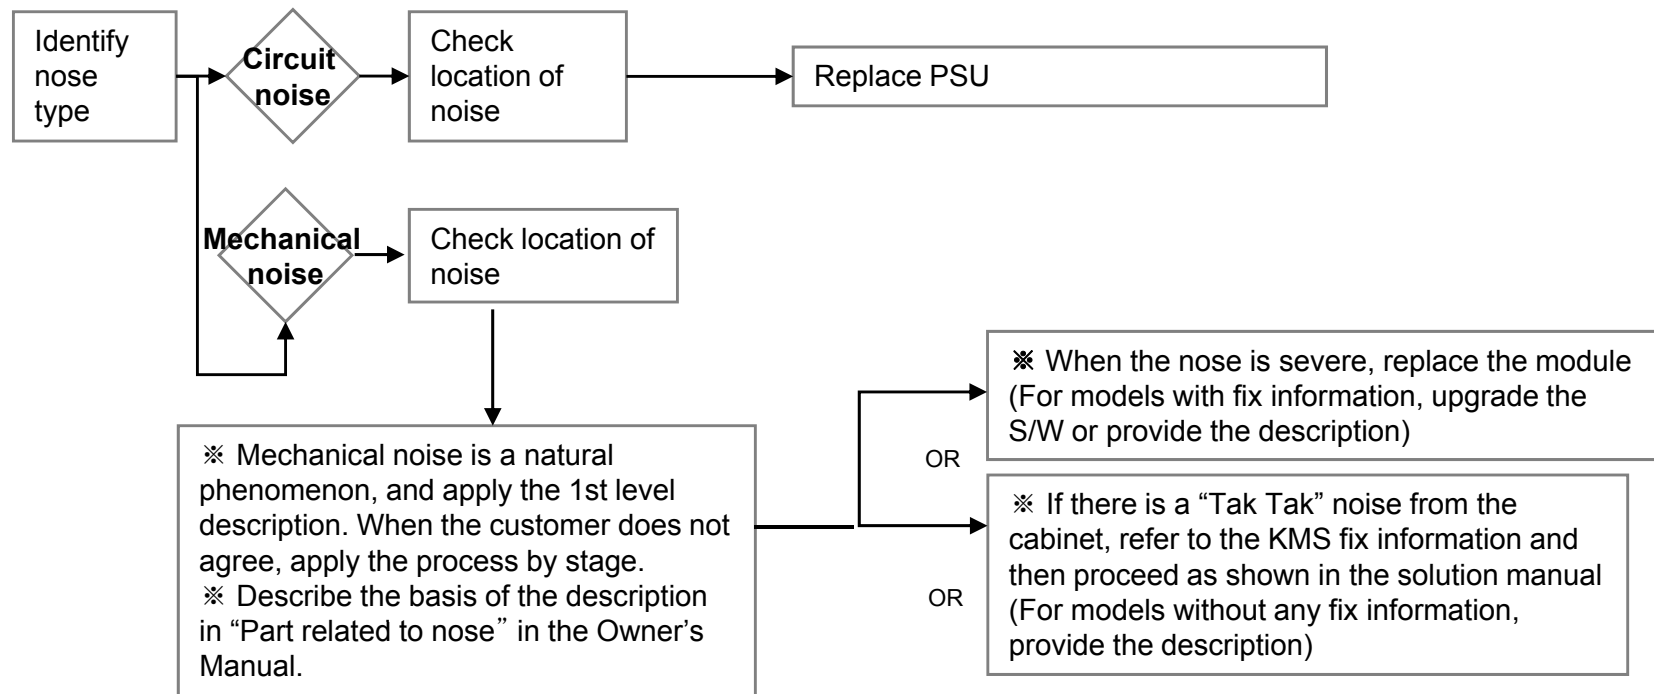 Identify
nose
type
Circuit
noise
Check
location of
noise
Replace PSU
Mechanical
noise
Check location of
noise
※ Mechanical noise is a natural
phenomenon, and apply the 1st level
description. When the customer does not
agree, apply the process by stage.
※ Describe the basis of the description
in “Part related to nose” in the Owner’s
Manual.
OR
OR
※ When the nose is severe, replace the module
(For models with fix information, upgrade the
S/W or provide the description)
※ If there is a “Tak Tak” noise from the
cabinet, refer to the KMS fix information and
then proceed as shown in the solution manual
(For models without any fix information,
provide the description)